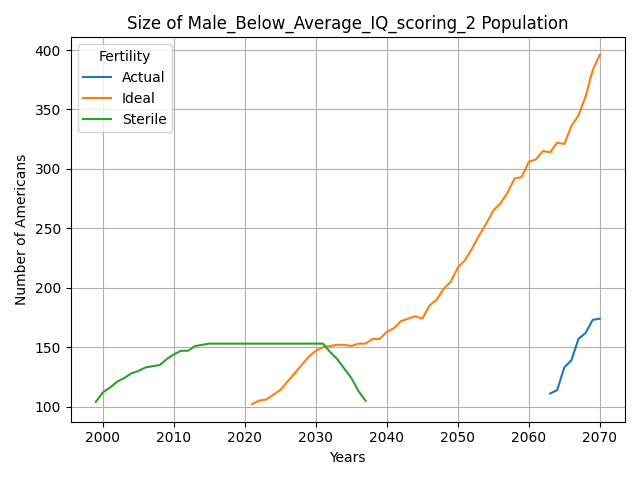 Size of Male_Below_Average_IQ_scoring_2 Population
Number of Americans
400
350
300
250
200
150
100
Fertility
Actual
Ideal
Sterile
2000 2010 2020 2030 2040 2050 2060 2070
Years